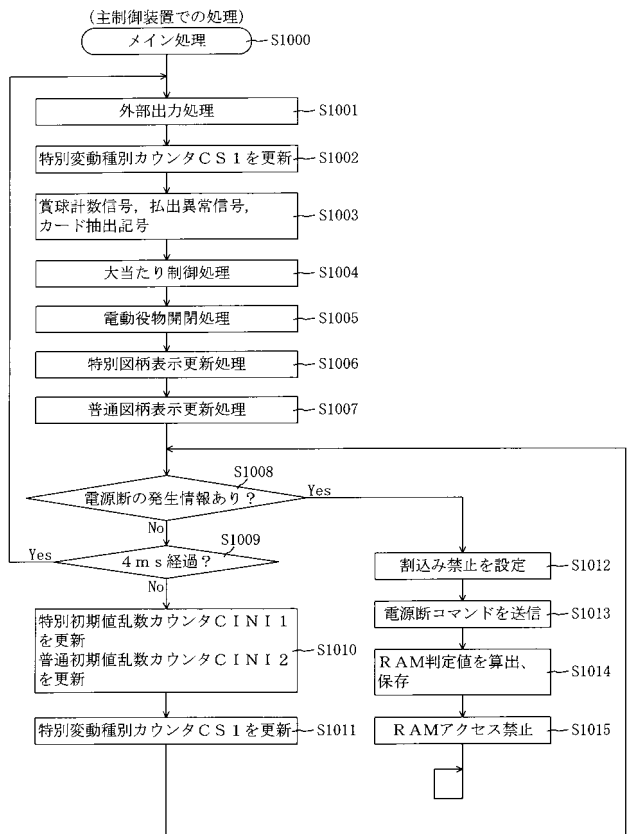 (主制御装置での処理)
メイン処理
S1000
外部出力処理
S1001
特別変動種別カウンタCS1を更新
S1002
賞球計数信号，払出異常信号，
カード抽出記号
S1003
大当たり制御処理
S1004
電動役物開閉処理
S1005
特別図柄表示更新処理
S1006
普通図柄表示更新処理
S1007
電源断の発生情報あり？
S1008
Yes
No
4ms経過？
S1009
Yes
No
特別初期値乱数カウンタCINI1
を更新
普通初期値乱数カウンタCINI2
を更新
S1010
特別変動種別カウンタCS1を更新
S1011
割込み禁止を設定
S1012
電源断コマンドを送信
S1013
RAM判定値を算出、
保存
S1014
RAMアクセス禁止
S1015